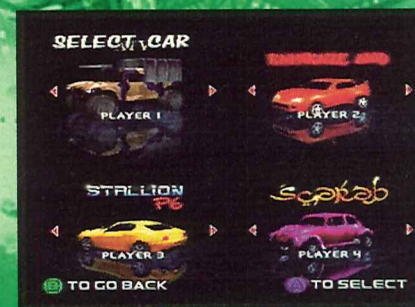 SELECT CAR
PLAYER 1
PLAYER 2
STALLION
P6
Scarab
PLAYER 3
PLAYER 4
B TO GO BACK
A TO SELECT